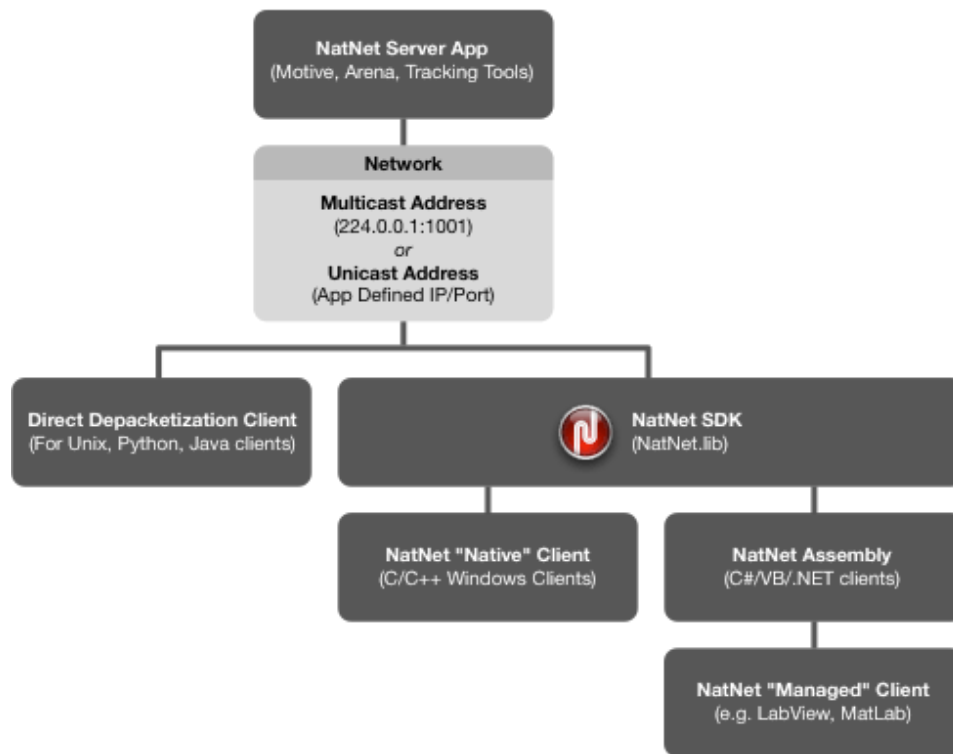 NatNet Server App
(Motive, Arena, Tracking Tools)
Network
Multicast Address
(224.0.0.1:1001)
or
Unicast Address
(App Defined IP/Port)
Direct Depacketization Client
(For Unix, Python, Java clients)
NatNet SDK
(NatNet.lib)
NatNet "Native" Client
(C/C++ Windows Clients)
NatNet Assembly
(C#/VB/.NET clients)
NatNet "Managed" Client
(e.g. LabView, MatLab)